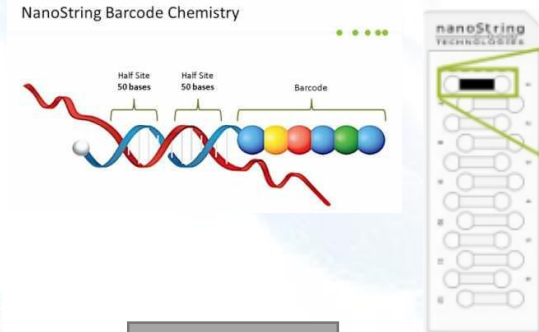 NanoString Barcode Chemistry
nanoString
TECHNOLOGIES
Half Site
50 bases
Half Site
50 bases
Barcode